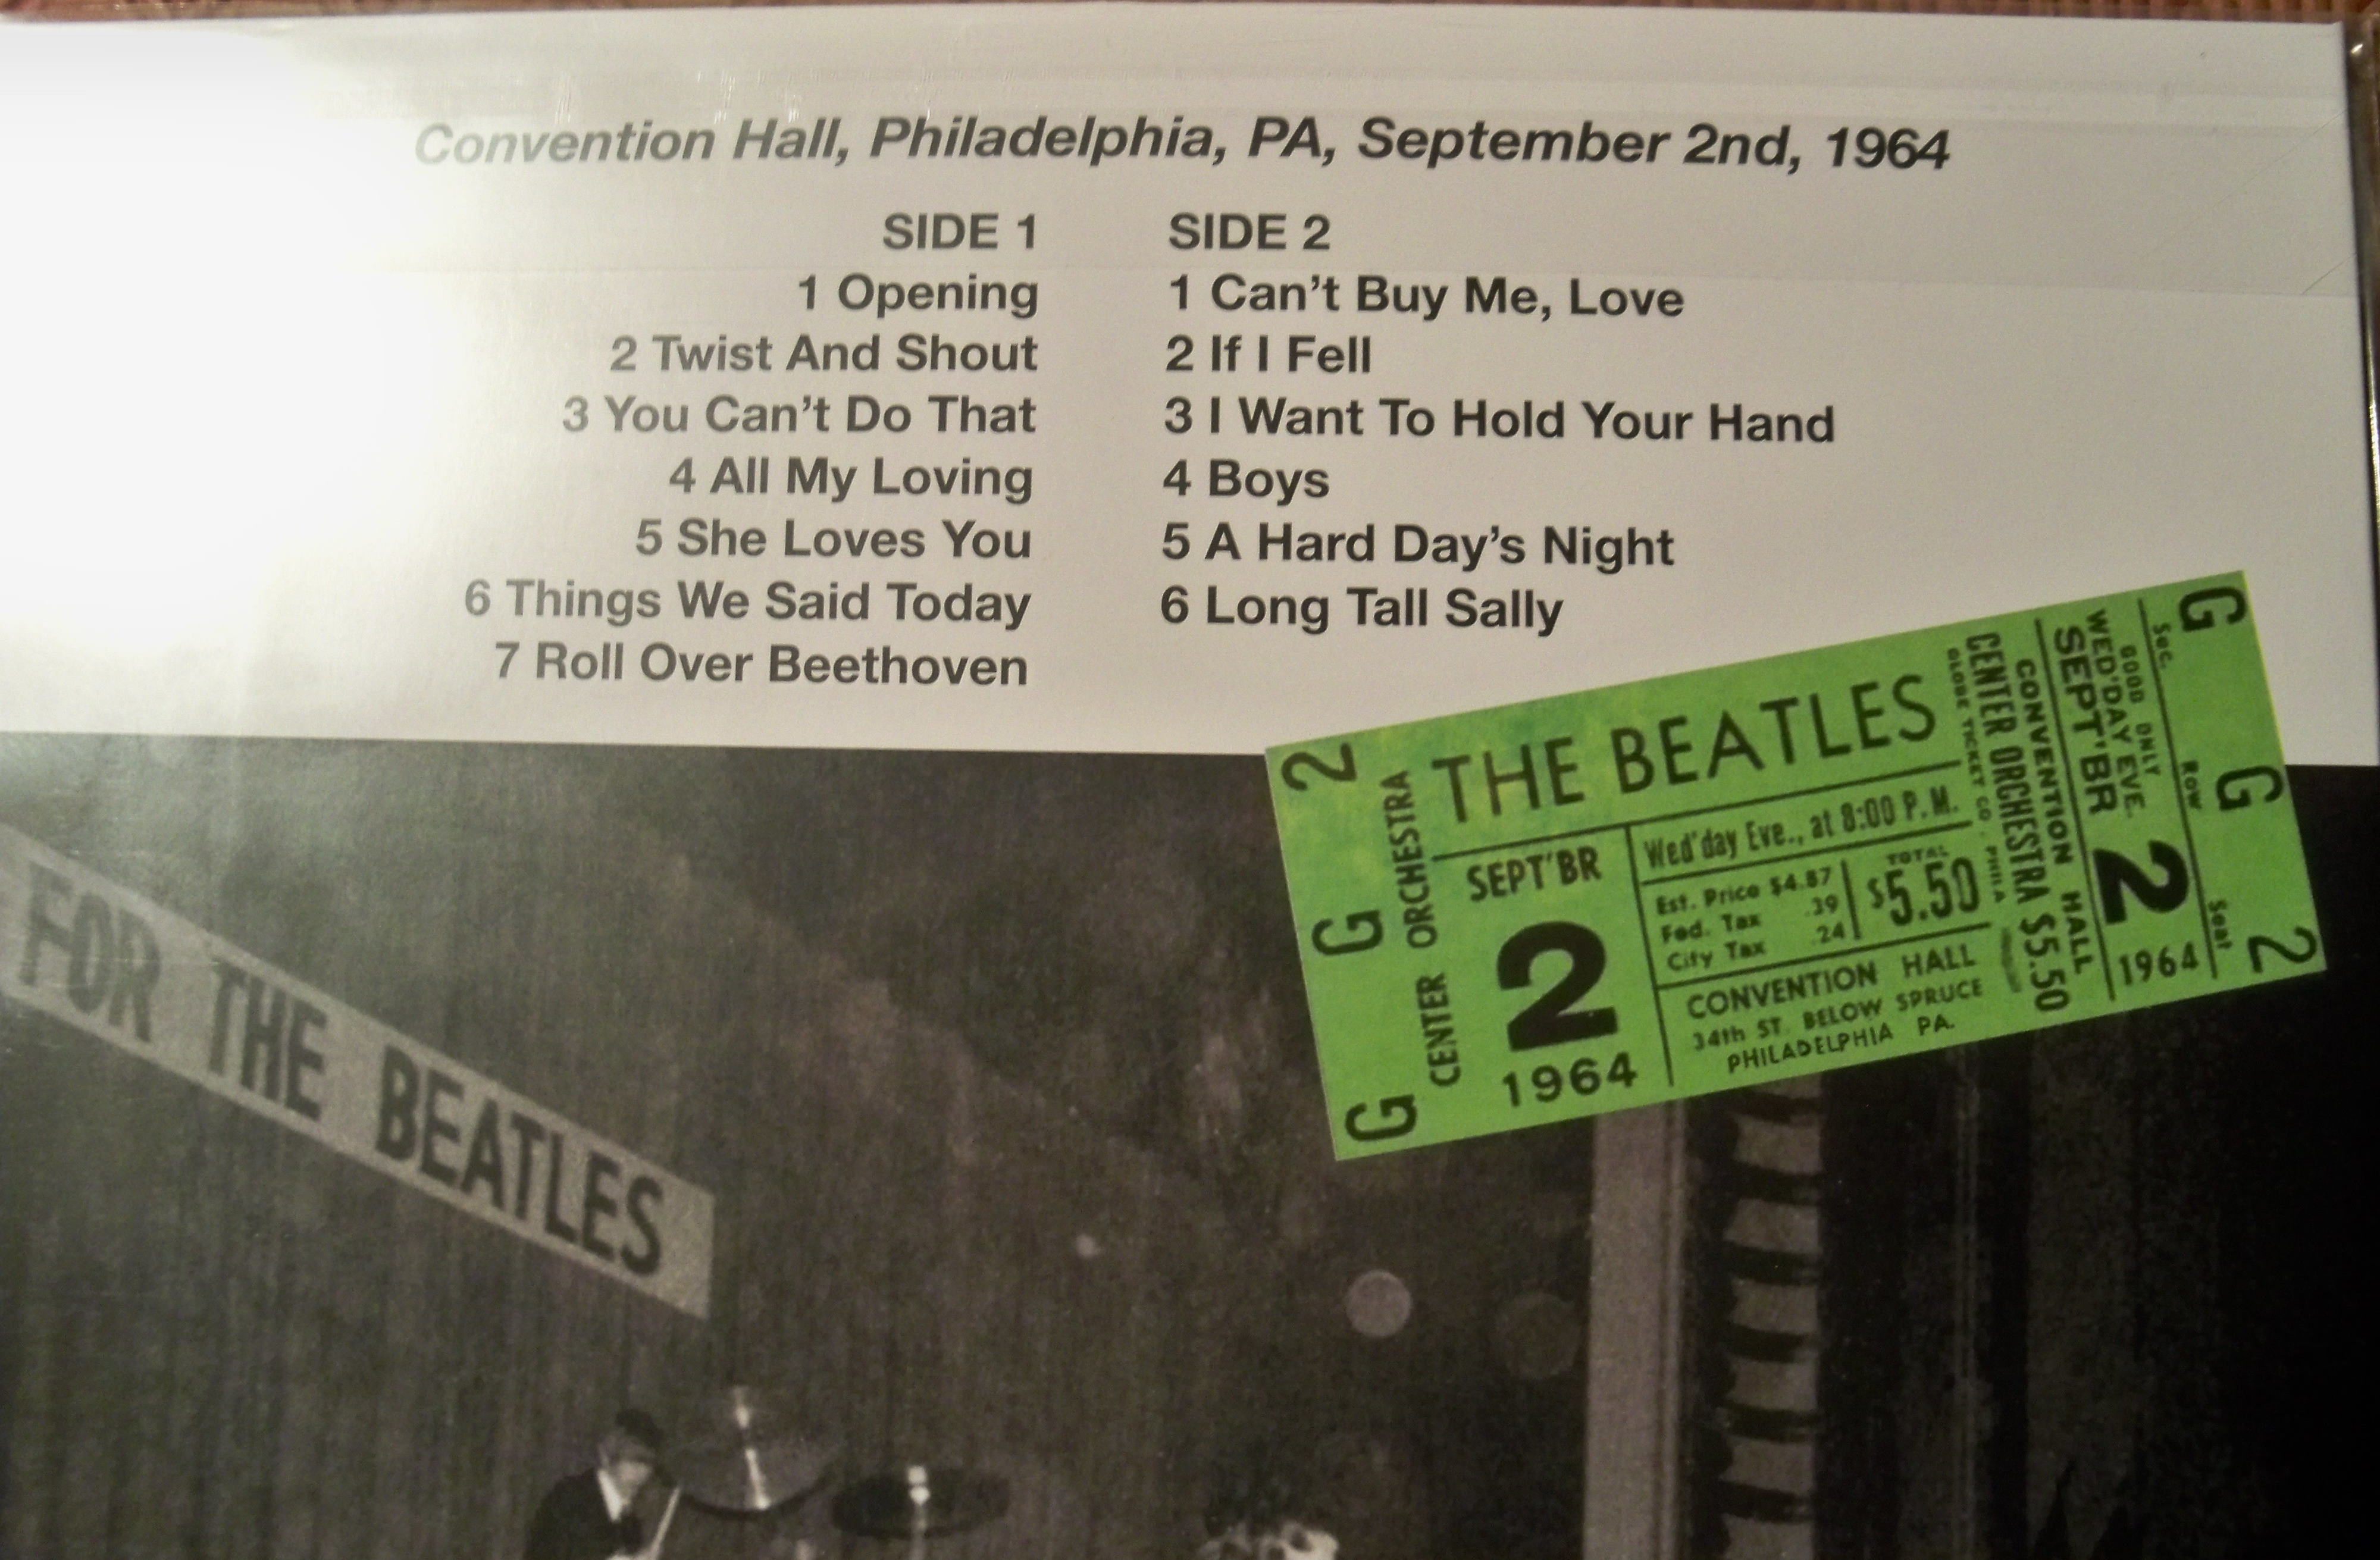 Convention Hall, Philadelphia, PA, September 2nd, 1964
SIDE 1
1 Opening
2 Twist And Shout
3 You Can't Do That
4 All My Loving
5 She Loves You
6 Things We Said Today
7 Roll Over Beethoven
SIDE 2
1 Can't Buy Me, Love
2 If I Fell
3 I Want To Hold Your Hand
4 Boys
5 A Hard Day's Night
6 Long Tall Sally
G G 2
CENTER ORCHESTRA
THE BEATLES
SEPT'BR
2
1964
Wed'day Eve., at 8:00 P.M.
Est. Price $4.87
Fed. Tax .39
City Tax .24
TOTAL
$5.50
CONVENTION HALL
34th ST. BELOW SPRUCE
PHILADELPHIA PA.
GLOBE TICKET CO. PHILA
CENTER ORCHESTRA $5.50
CONVENTION HALL
SEPT'BR 2 1964
WED'DAY EVE.
GOOD ONLY
Sec. Row Seat
G G 2
FOR THE BEATLES